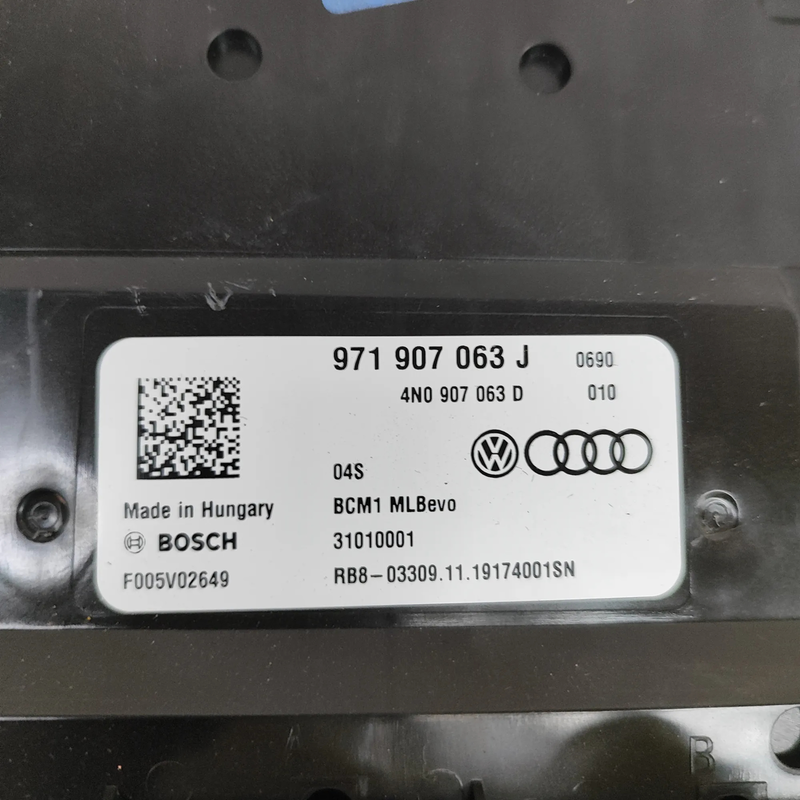 971 907 063 J 0690
4N0 907 063 D 010
04S
Made in Hungary BCM1 MLBevo
BOSCH 31010001
F005V02649 RB8-03309.11.19174001SN
B